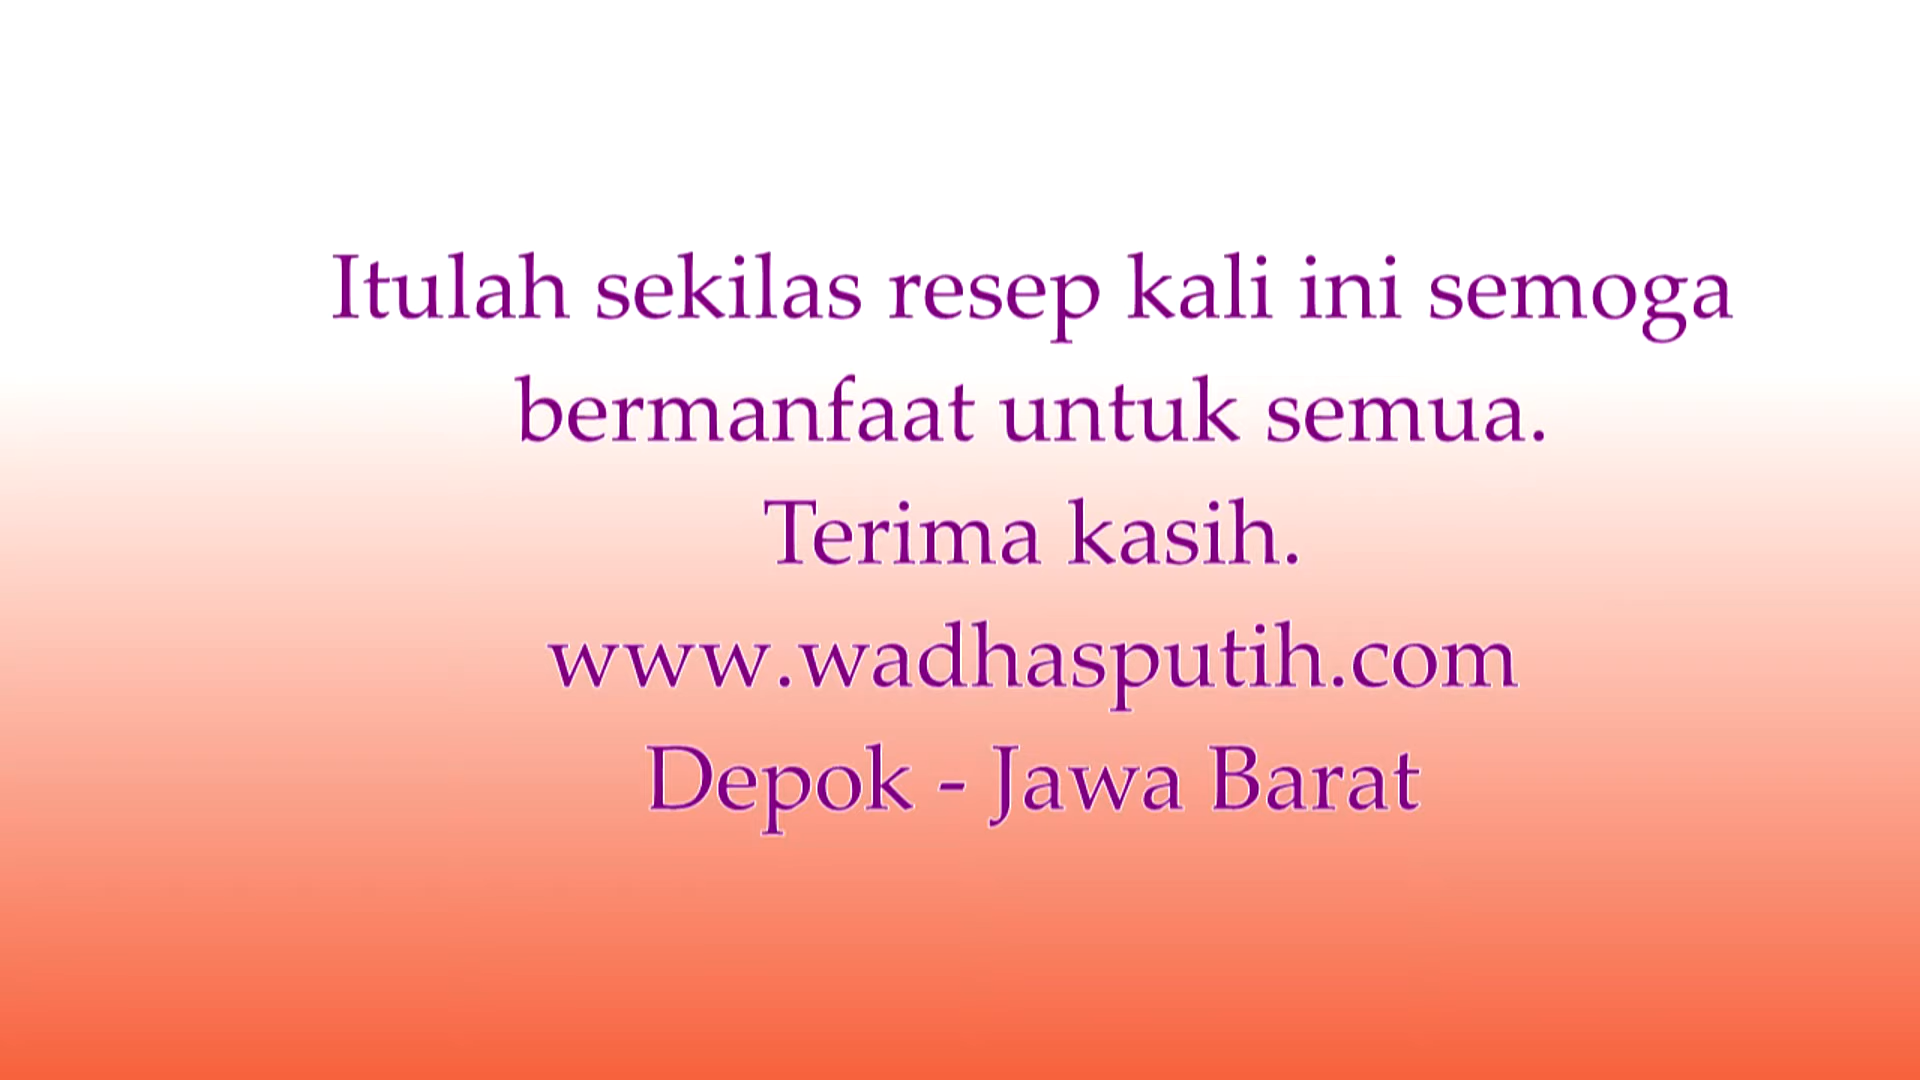 Itulah sekilas resep kali ini semoga
bermanfaat untuk semua.
Terima kasih.
www.wadhasputih.com
Depok - Jawa Barat